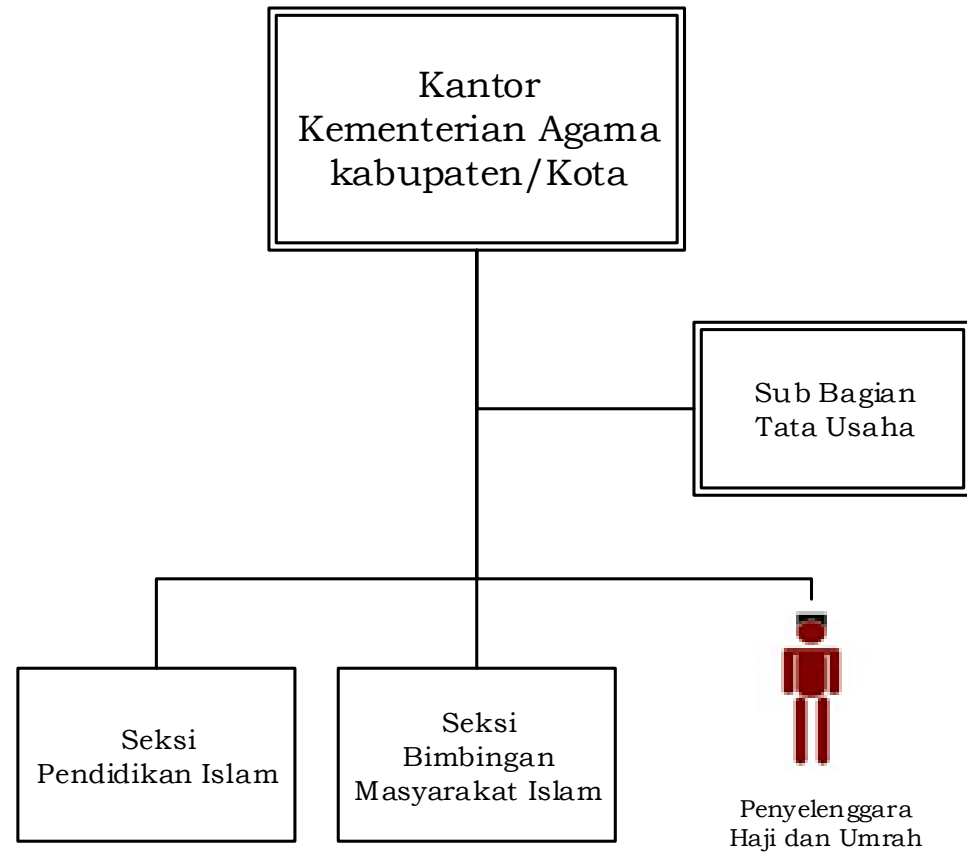 Kantor
Kementerian Agama
kabupaten/Kota
Sub Bagian
Tata Usaha
Seksi
Pendidikan Islam
Seksi
Bimbingan
Masyarakat Islam
Penyelenggara
Haji dan Umrah